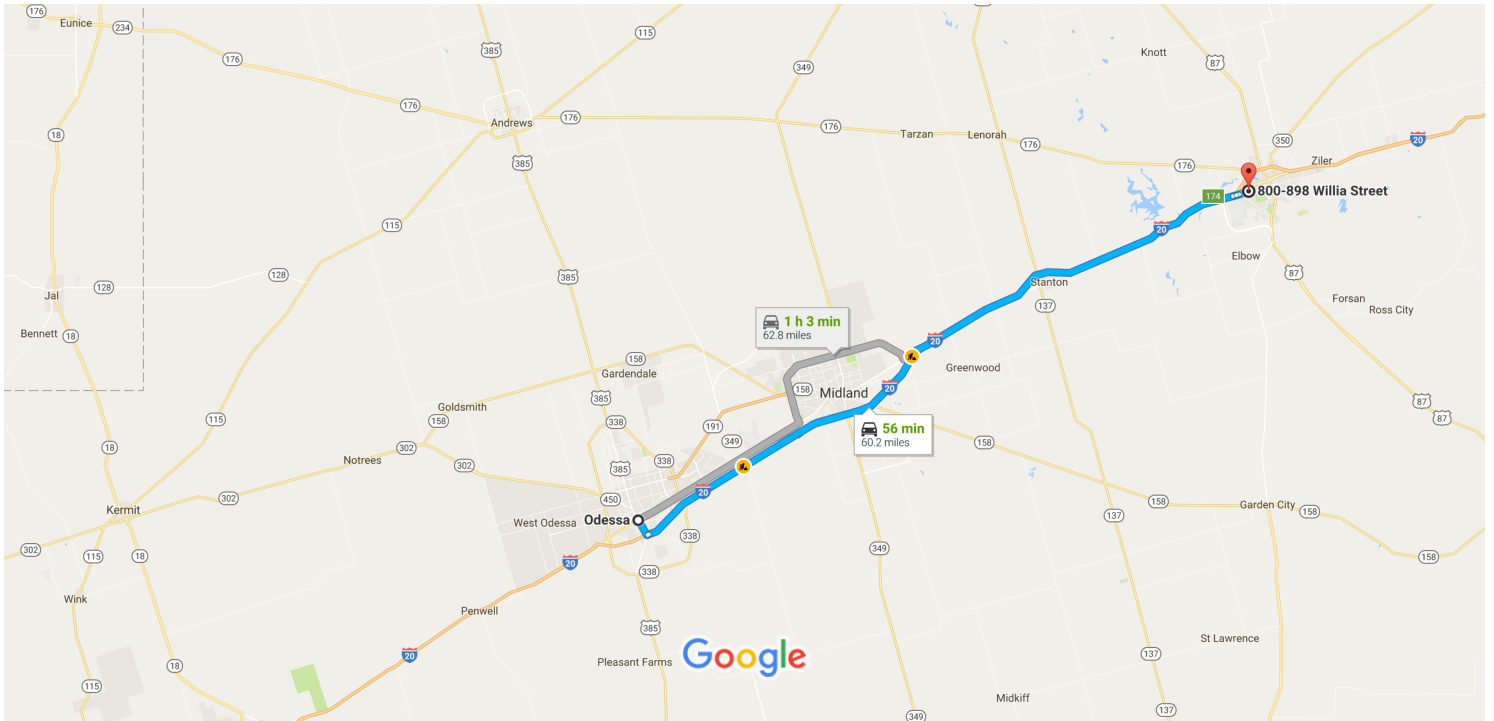 176
Eunice
234
176
385
115
349
Knott
87
18
176
Andrews
176
176
Tarzan
Lenorah
176
350
20
Ziler
385
176
174
800-898 Willia Street
115
20
Elbow
128
385
87
Jal
128
Stanton
Forsan
Ross City
137
Bennett
18
1 h 3 min
62.8 miles
20
158
Gardendale
Greenwood
158
Midland
20
385
Goldsmith
158
115
338
191
56 min
60.2 miles
87
87
18
302
349
158
Notrees
302
385
338
302
450
20
158
Garden City
158
Kermit
West Odessa
Odessa
137
302
115
18
338
349
158
20
338
Wink
Penwell
385
St Lawrence
20
Google
137
18
Pleasant Farms
115
Midkiff
137
349